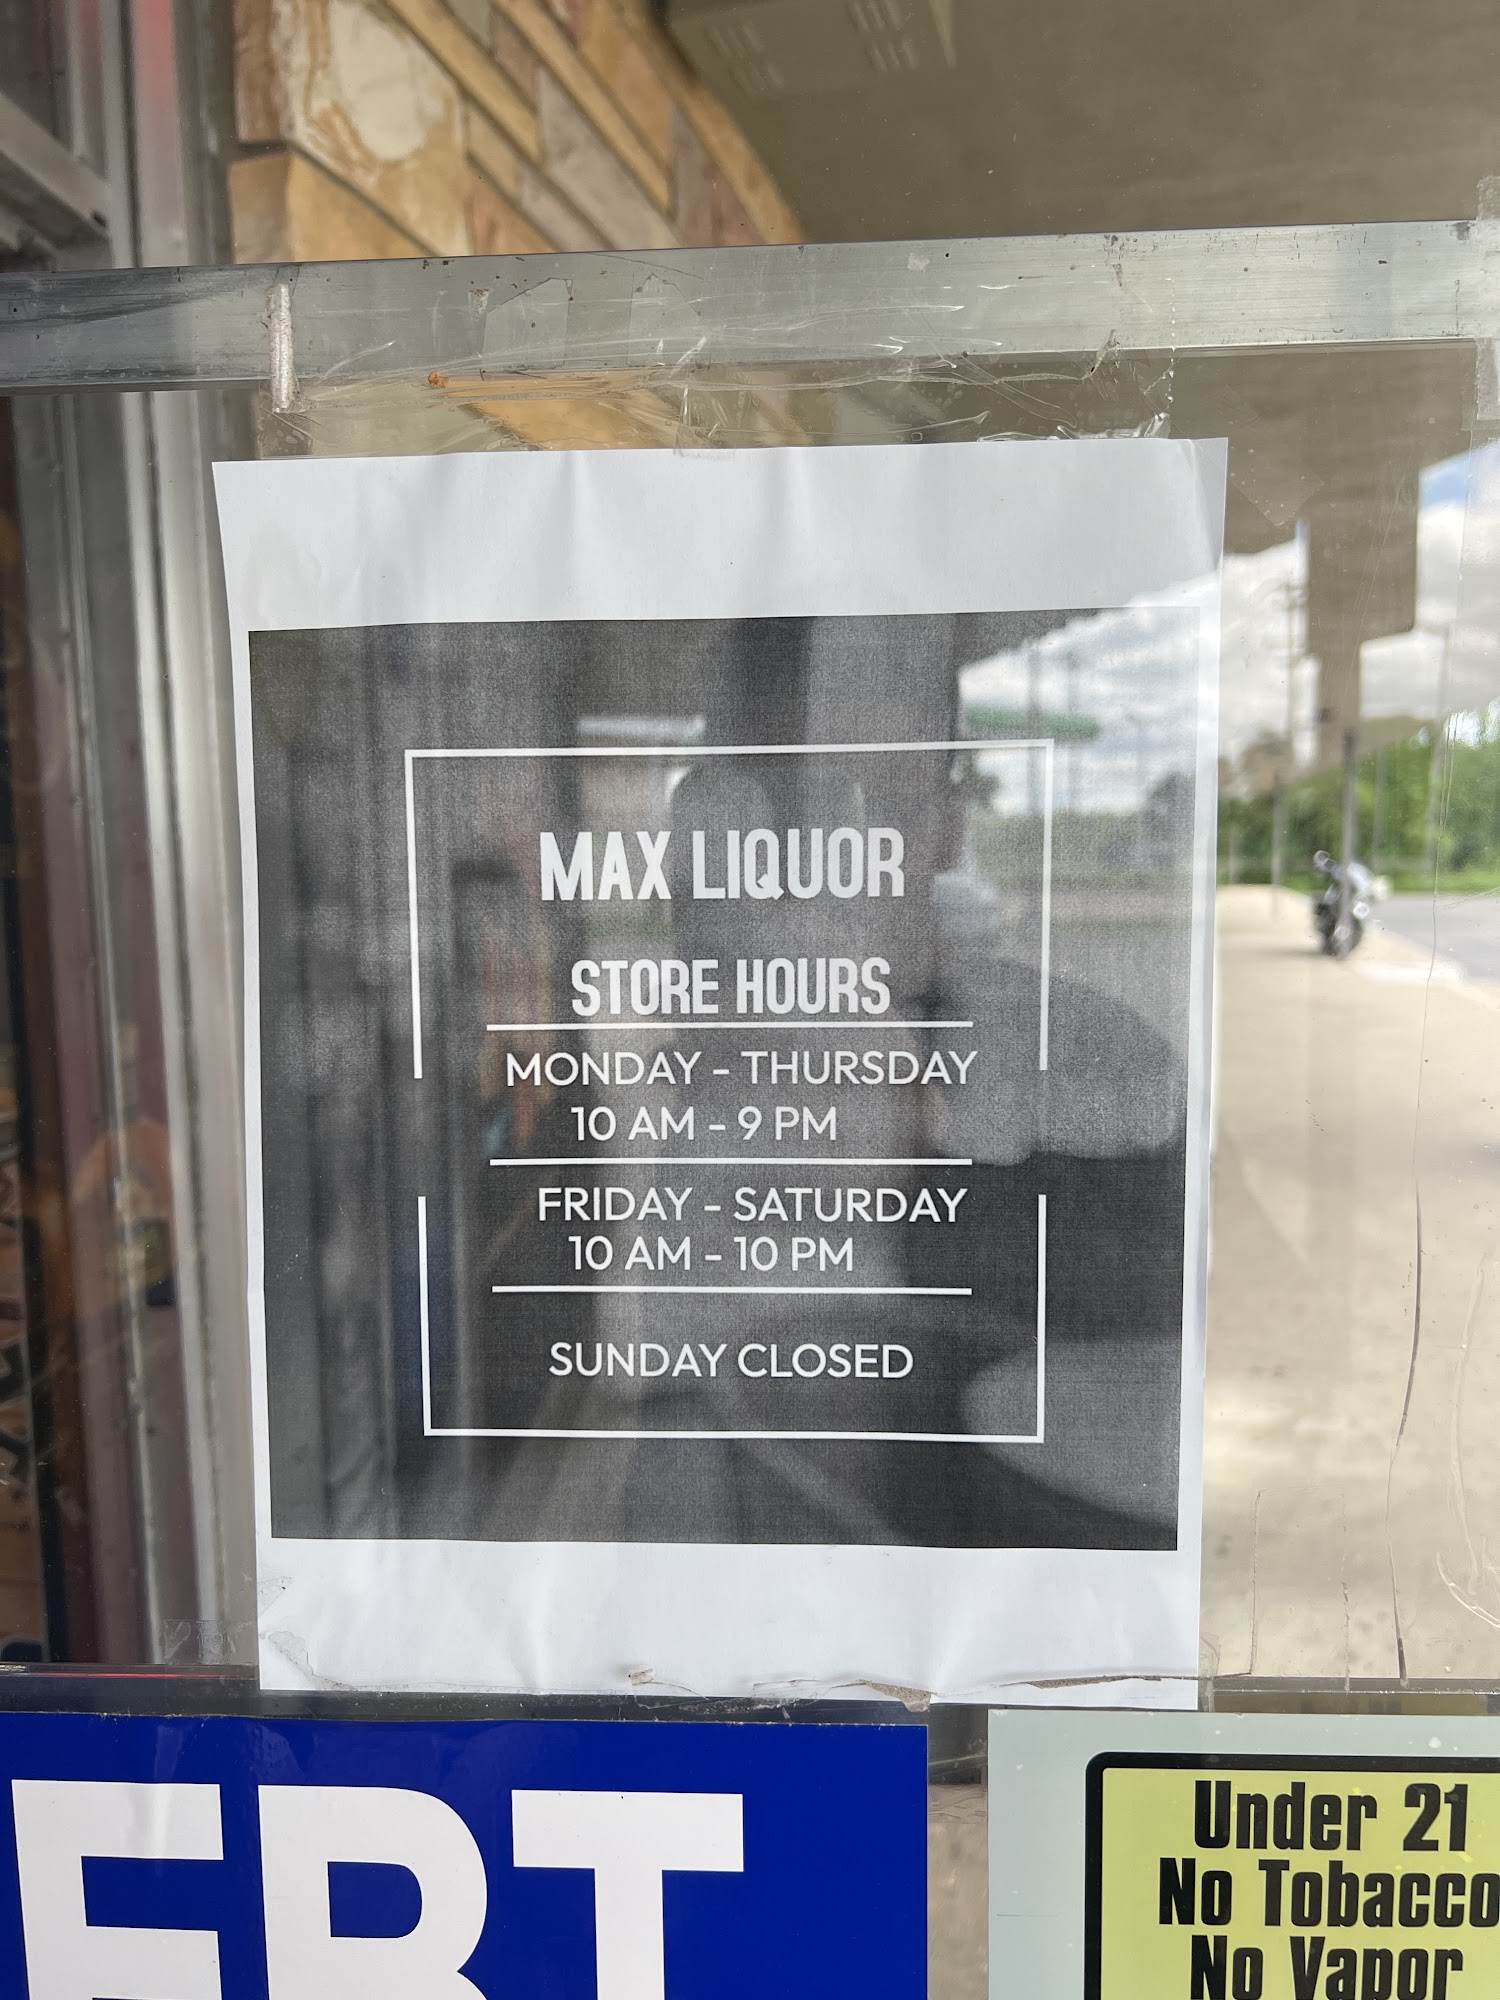 MAX LIQUOR
STORE HOURS
MONDAY - THURSDAY
10 AM - 9 PM
FRIDAY - SATURDAY
10 AM - 10 PM
SUNDAY CLOSED
EBT
Under 21
No Tobacco
No Vapor